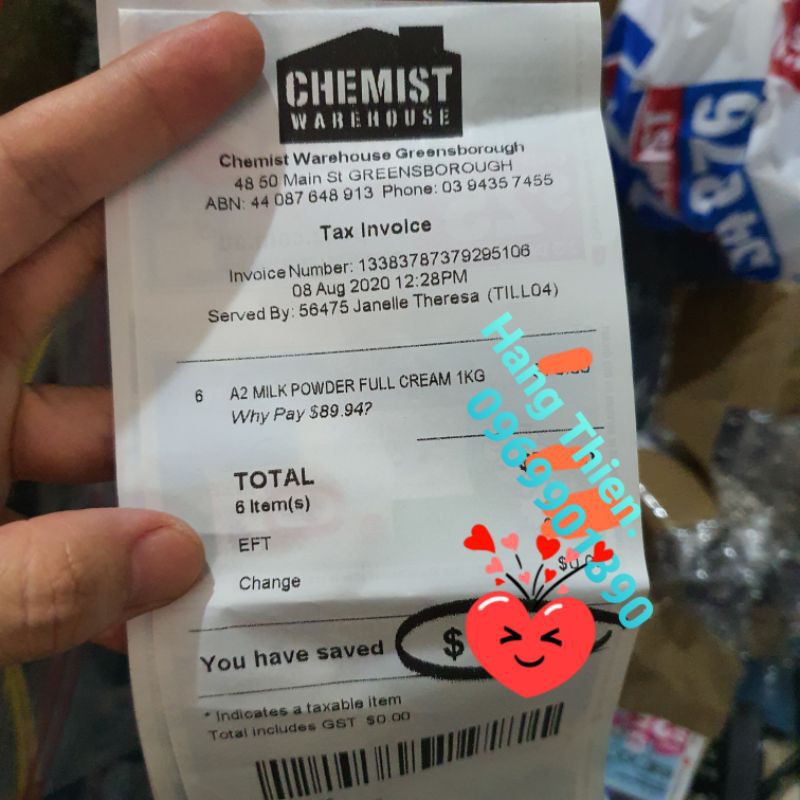 CHEMIST
WAREHOUSE
Chemist Warehouse Greensborough
48 50 Main St GREENSBOROUGH
ABN: 44 087 648 913 Phone: 03 9435 7455
Tax Invoice
Invoice Number: 13383787379295106
08 Aug 2020 12:28PM
Served By: 56475 Janelle Theresa (TILL04)
6 A2 MILK POWDER FULL CREAM 1KG
Why Pay $89.94?
TOTAL
6 Item(s)
EFT
Change
You have saved $
* Indicates a taxable item
Total includes GST $0.00
Hang Thien.
0969901390